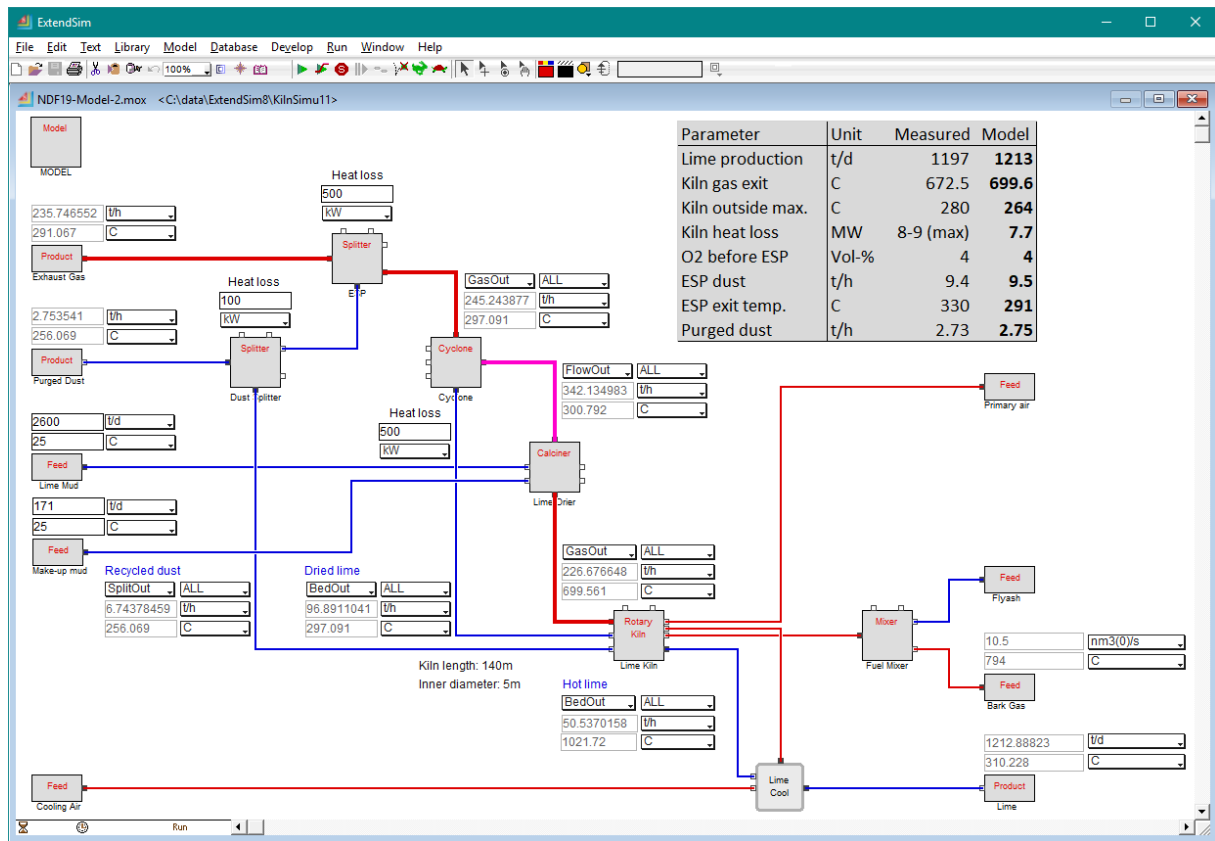 ExtendSim
File Edit Text Library Model Database Develop Run Window Help
100%
NDF19-Model-2.mox <C:\data\ExtendSim8\KilnSimu11>
Model
MODEL
Parameter Unit Measured Model
Lime production t/d 1197 1213
Kiln gas exit C 672.5 699.6
Kiln outside max. C 280 264
Kiln heat loss MW 8-9 (max) 7.7
O2 before ESP Vol-% 4 4
ESP dust t/h 9.4 9.5
ESP exit temp. C 330 291
Purged dust t/h 2.73 2.75
Heat loss
500
kW
235.746552 t/h
291.067 C
Product
Exhaust Gas
Splitter
ESP
Heat loss
100
kW
GasOut ALL
245.243877 t/h
297.091 C
2.753541 t/h
256.069 C
Product
Purged Dust
Splitter
Dust Splitter
Cyclone
Cyclone
FlowOut ALL
342.134983 t/h
300.792 C
Feed
Primary air
Heat loss
500
kW
2600 t/d
25 C
Feed
Lime Mud
Calciner
Lime Drier
171 t/d
25 C
Feed
Make-up mud
Recycled dust
SplitOut ALL
6.74378459 t/h
256.069 C
Dried lime
BedOut ALL
96.8911041 t/h
297.091 C
GasOut ALL
226.676648 t/h
699.561 C
Feed
Flyash
Rotary
Kiln
Lime Kiln
Mixer
Fuel Mixer
10.5 nm3(0)/s
794 C
Feed
Bark Gas
Kiln length: 140m
Inner diameter: 5m
Hot lime
BedOut ALL
50.5370158 t/h
1021.72 C
1212.88823 t/d
310.228 C
Feed
Cooling Air
Lime
Cool
Product
Lime
Run